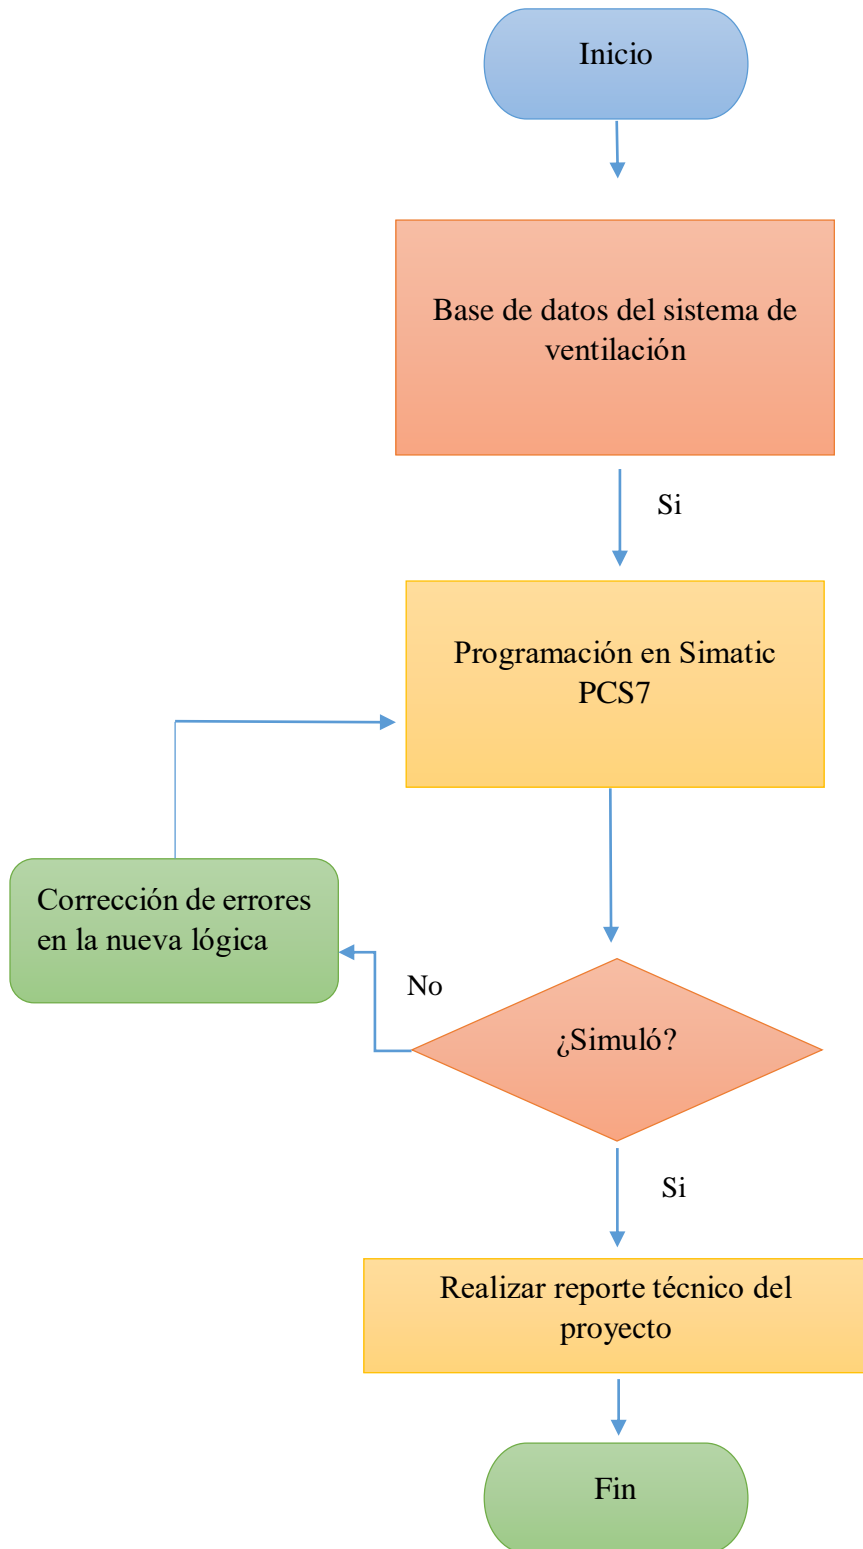 Inicio
Base de datos del sistema de
ventilación
Si
Programación en Simatic
PCS7
Corrección de errores
en la nueva lógica
No
¿Simuló?
Si
Realizar reporte técnico del
proyecto
Fin